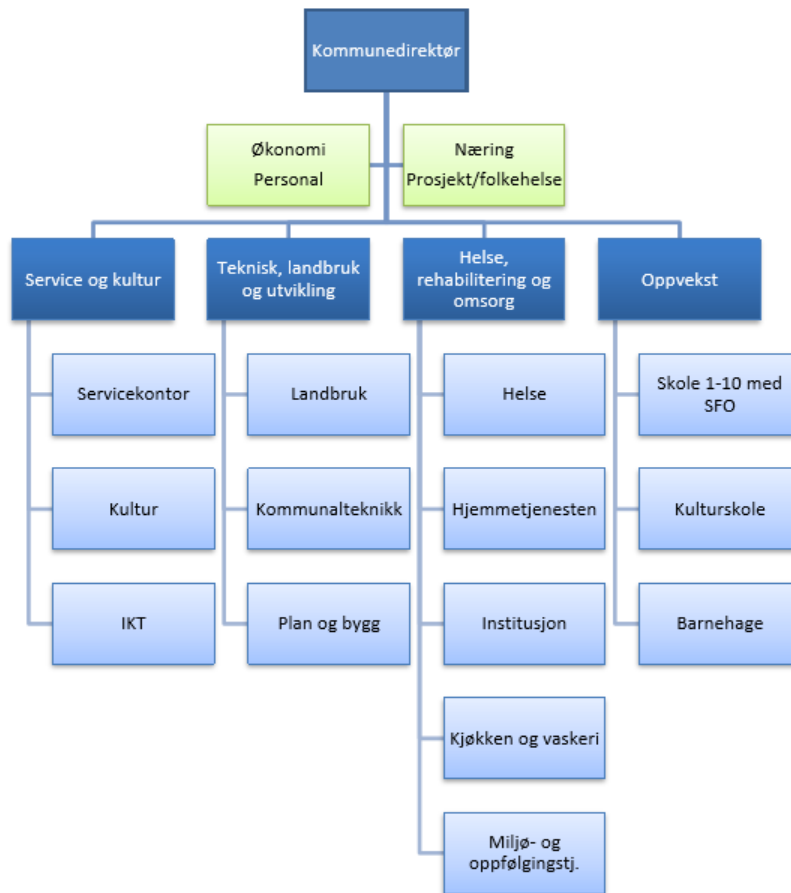 Kommunedirektør
Økonomi
Personal
Næring
Prosjekt/folkehelse
Service og kultur
Teknisk, landbruk
og utvikling
Helse,
rehabilitering og
omsorg
Oppvekst
Servicekontor
Kultur
IKT
Landbruk
Kommunalteknikk
Plan og bygg
Helse
Hjemmetjenesten
Institusjon
Kjøkken og vaskeri
Miljø- og
oppfølgingstj.
Skole 1-10 med
SFO
Kulturskole
Barnehage